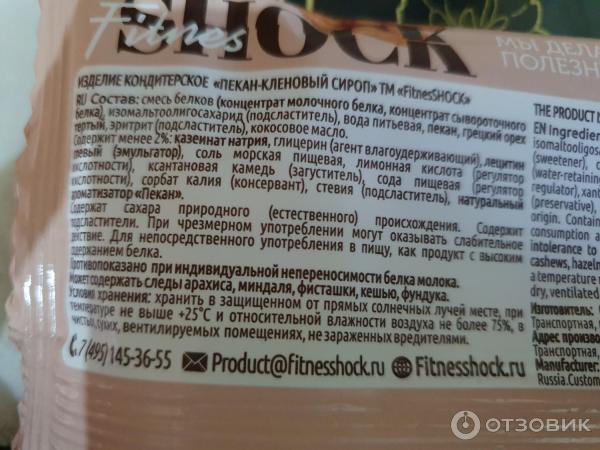 Fitnes
SHOCK
МЫ ДЕЛА
ПОЛЕЗН
ИЗДЕЛИЕ КОНДИТЕРСКОЕ «ПЕКАН-КЛЕНОВЫЙ СИРОП» ТМ «FitnesSHOCK»
RU Состав: смесь белков (концентрат молочного белка, концентрат сывороточного
белка), изомальтоолигосахарид (подсластитель), вода питьевая, пекан, грецкий орех
тертый, эритрит (подсластитель), кокосовое масло.
Содержит менее 2%: казеинат натрия, глицерин (агент влагоудерживающий), лецитин
соевый (эмульгатор), соль морская пищевая, лимонная кислота (регулятор
кислотности), ксантановая камедь (загуститель), сода пищевая (регулятор
кислотности), сорбат калия (консервант), стевия (подсластитель), натуральный
ароматизатор «Пекан».
Содержат сахара природного (естественного) происхождения. Содержит
подсластители. При чрезмерном употреблении могут оказывать слабительное
действие. Для непосредственного употребления в пищу, как продукт с высоким
содержанием белка.
Противопоказано при индивидуальной непереносимости белка молока.
Может содержать следы арахиса, миндаля, фисташки, кешью, фундука.
Условия хранения: хранить в защищенном от прямых солнечных лучей месте, при
температуре не выше +25°С и относительной влажности воздуха не более 75%, в
чистых, сухих, вентилируемых помещениях, не зараженных вредителями.
7 (495) 145-36-55 Product@fitnesshock.ru Fitnesshock.ru
THE PRODUCT
EN Ingredien
isomaltooligos
(sweetener), c
(water-retainin
regulator), xant
(preservative),
origin. Contain
consumption a
intolerance to
cashews, hazeln
a temperature n
dry, ventilated
Изготовитель:
Транспортная,
Адрес произво
Транспортная,
Manufacturer:
Russia.Custom
ОТЗОВИК